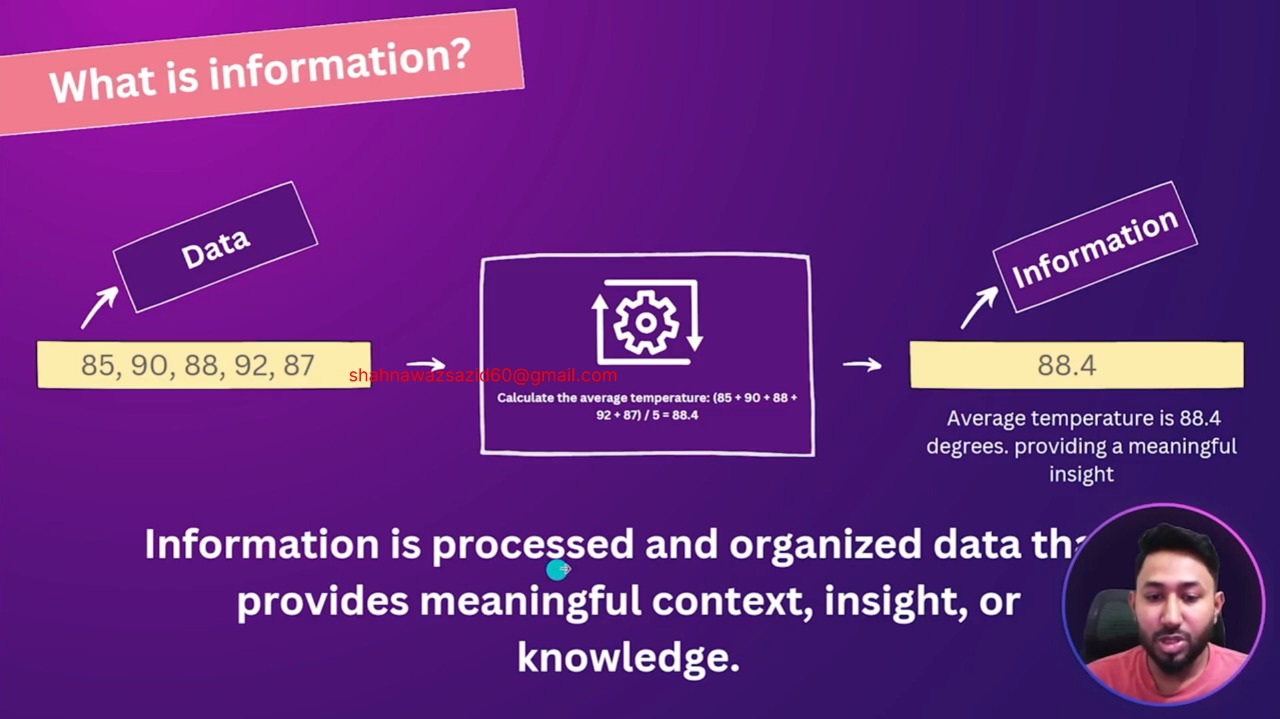 What is information?
Data
Information
85, 90, 88, 92, 87
88.4
shahnawazsazid60@gmail.com
Calculate the average temperature: (85 + 90 + 88 +
92 + 87) / 5 = 88.4
Average temperature is 88.4
degrees. providing a meaningful
insight
Information is processed and organized data
provides meaningful context, insight, or
knowledge.